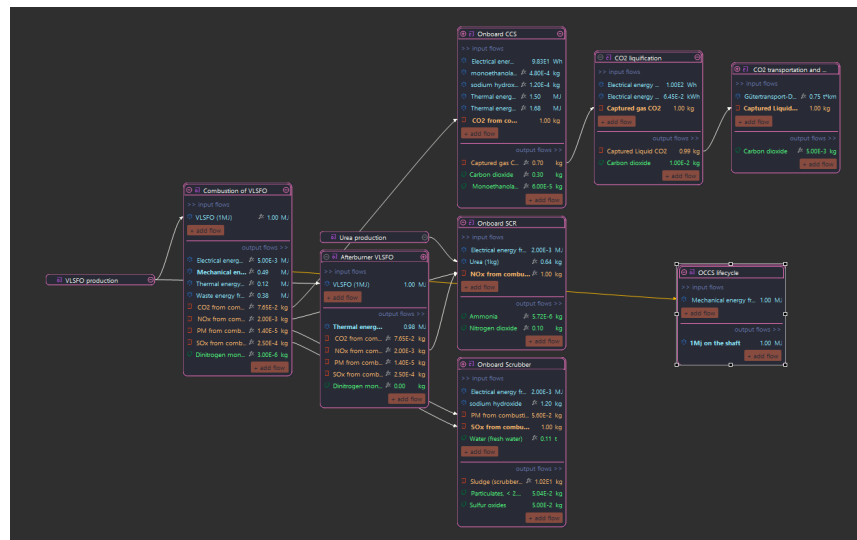 VLSFO production
Combustion of VLSFO
>> input flows
VLSFO (1MJ) 1.00 MJ
+ add flow
output flows >>
Electrical energ... 5.00E-3 MJ
Mechanical en... 0.49 MJ
Thermal energy... 0.12 MJ
Waste energy fr... 0.38 MJ
CO2 from com... 7.65E-2 kg
NOx from com... 2.00E-3 kg
PM from comb... 1.40E-5 kg
SOx from comb... 2.50E-4 kg
Dinitrogen mon... 3.00E-6 kg
+ add flow
Urea production
Afterburner VLSFO
>> input flows
VLSFO (1MJ) 1.00 MJ
+ add flow
output flows >>
Thermal energ... 0.98 MJ
CO2 from com... 7.65E-2 kg
NOx from com... 2.00E-3 kg
PM from comb... 1.40E-5 kg
SOx from comb... 2.50E-4 kg
Dinitrogen mon... 0.00 kg
+ add flow
Onboard CCS
>> input flows
Electrical ener... 9.83E1 Wh
monoethanola... 4.80E-4 kg
sodium hydrox... 1.20E-4 kg
Thermal energ... 1.50 MJ
Thermal energ... 1.68 MJ
CO2 from co... 1.00 kg
+ add flow
output flows >>
Captured gas C... 0.70 kg
Carbon dioxide 0.30 kg
Monoethanola... 6.00E-5 kg
+ add flow
Onboard SCR
>> input flows
Electrical energy fr... 2.00E-3 MJ
Urea (1kg) 0.64 kg
NOx from combu... 1.00 kg
+ add flow
output flows >>
Ammonia 5.72E-6 kg
Nitrogen dioxide 0.10 kg
+ add flow
Onboard Scrubber
>> input flows
Electrical energy fr... 2.00E-3 MJ
sodium hydroxide 1.20 kg
PM from combusti... 5.60E-2 kg
SOx from combu... 1.00 kg
Water (fresh water) 0.11 t
+ add flow
output flows >>
Sludge (scrubber... 1.02E1 kg
Particulates, < 2.... 5.04E-2 kg
Sulfur oxides 5.00E-2 kg
+ add flow
CO2 liquification
>> input flows
Electrical energy ... 1.00E2 Wh
Electrical energy ... 6.45E-2 kWh
Captured gas CO2 1.00 kg
+ add flow
output flows >>
Captured Liquid CO2 0.99 kg
Carbon dioxide 1.00E-2 kg
+ add flow
CO2 transportation and ...
>> input flows
Gütertransport-D... 0.75 t*km
Captured Liquid... 1.00 kg
+ add flow
output flows >>
Carbon dioxide 5.00E-3 kg
+ add flow
OCCS lifecycle
>> input flows
Mechanical energy fr... 1.00 MJ
+ add flow
output flows >>
1Mj on the shaft 1.00 MJ
+ add flow